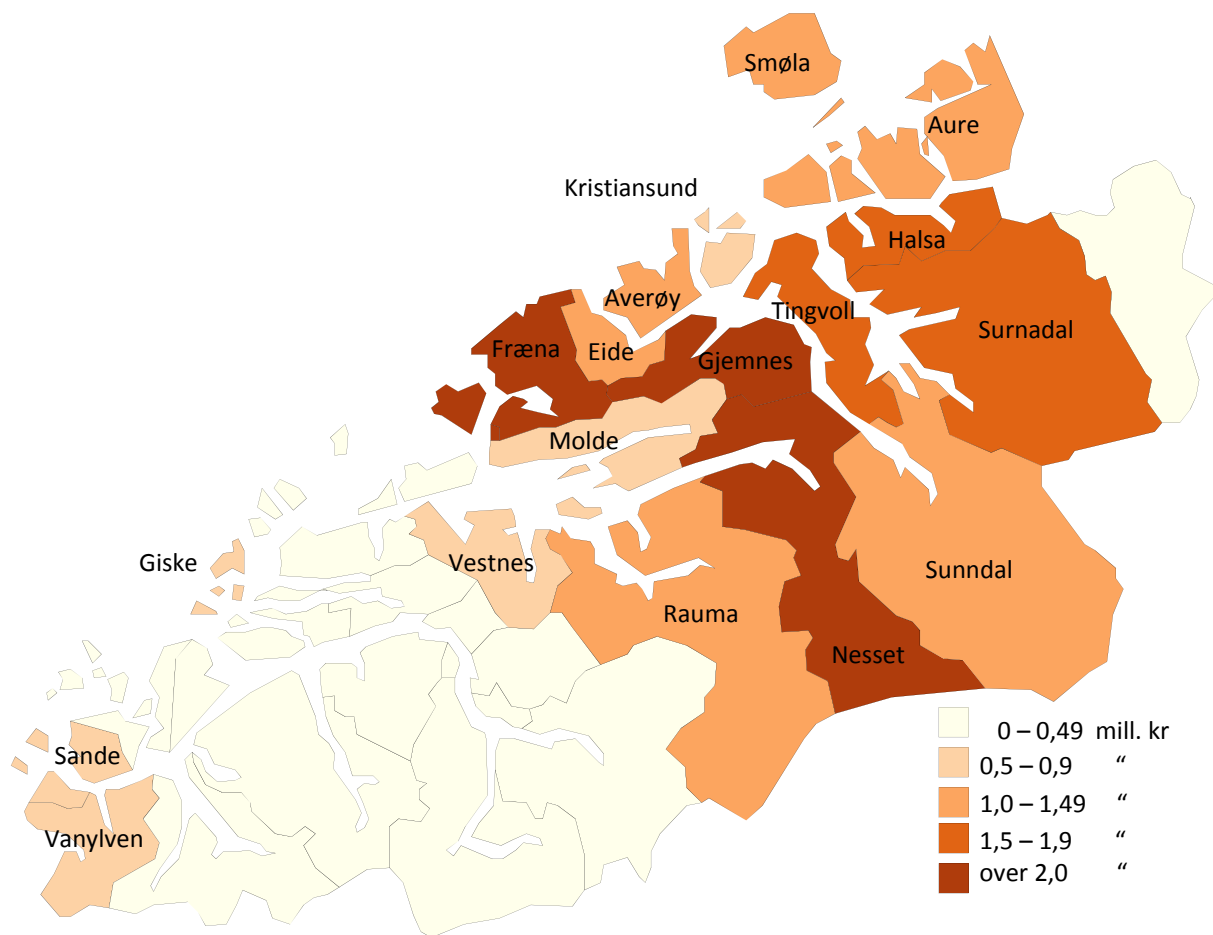 Smøla
Aure
Kristiansund
Halsa
Averøy
Tingvoll
Surnadal
Fræna
Eide
Gjemnes
Molde
Giske
Vestnes
Sunndal
Rauma
Nesset
Sande
Vanylven
0 – 0,49 mill. kr
0,5 – 0,9 “
1,0 – 1,49 “
1,5 – 1,9 “
over 2,0 “